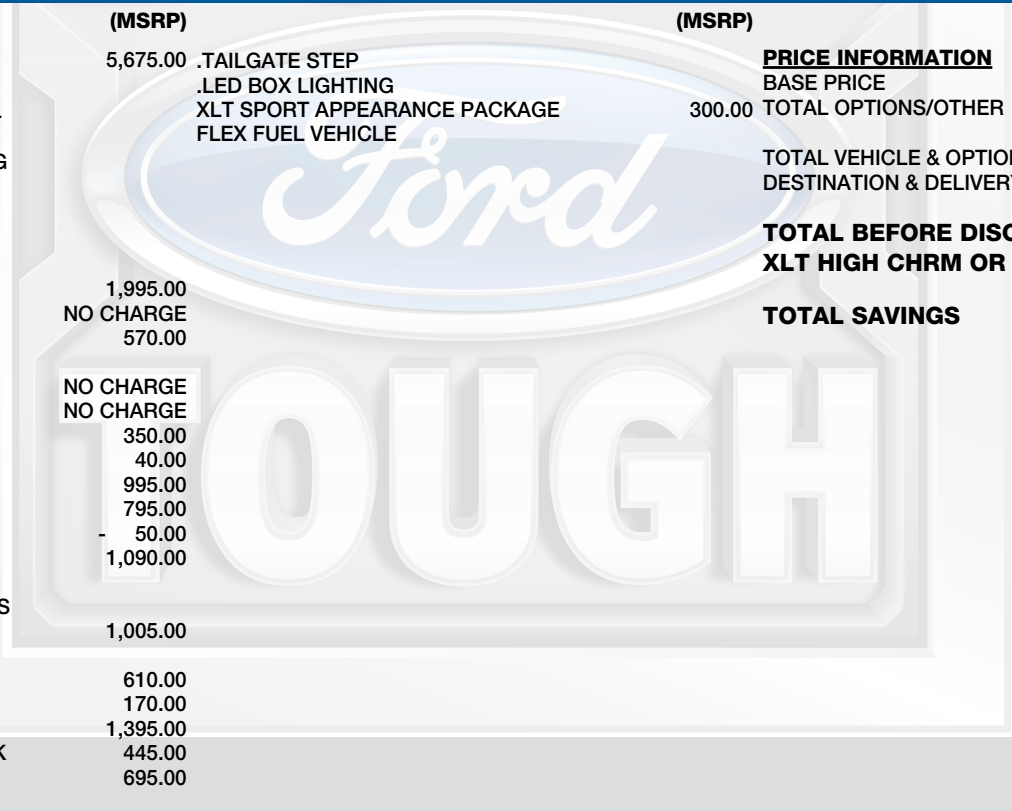 (MSRP)
5,675.00
1,995.00
NO CHARGE
570.00
NO CHARGE
NO CHARGE
350.00
40.00
995.00
795.00
- 50.00
1,090.00
S
1,005.00
610.00
170.00
1,395.00
K 445.00
695.00
G
(MSRP)
.TAILGATE STEP
.LED BOX LIGHTING
XLT SPORT APPEARANCE PACKAGE 300.00
FLEX FUEL VEHICLE
PRICE INFORMATION
BASE PRICE
TOTAL OPTIONS/OTHER
TOTAL VEHICLE & OPTION
DESTINATION & DELIVERY
TOTAL BEFORE DISC
XLT HIGH CHRM OR
TOTAL SAVINGS
Ford
TOUGH